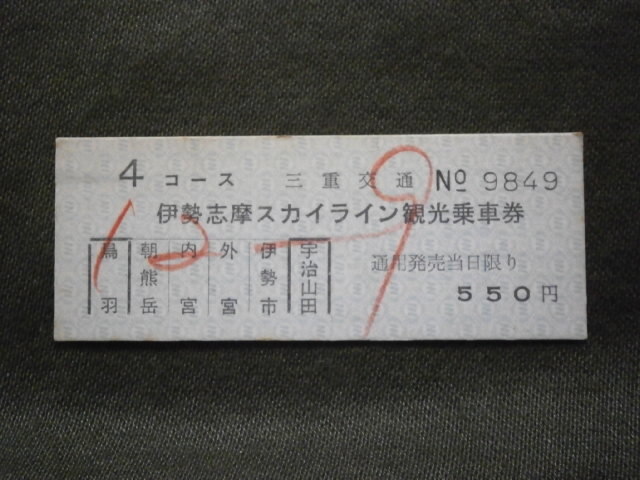 4コース 三重交通 № 9849
伊勢志摩スカイライン観光乗車券
鳥羽
朝熊岳
内宮
外宮
伊勢市
宇治山田
通用発売当日限り
550円
10-9